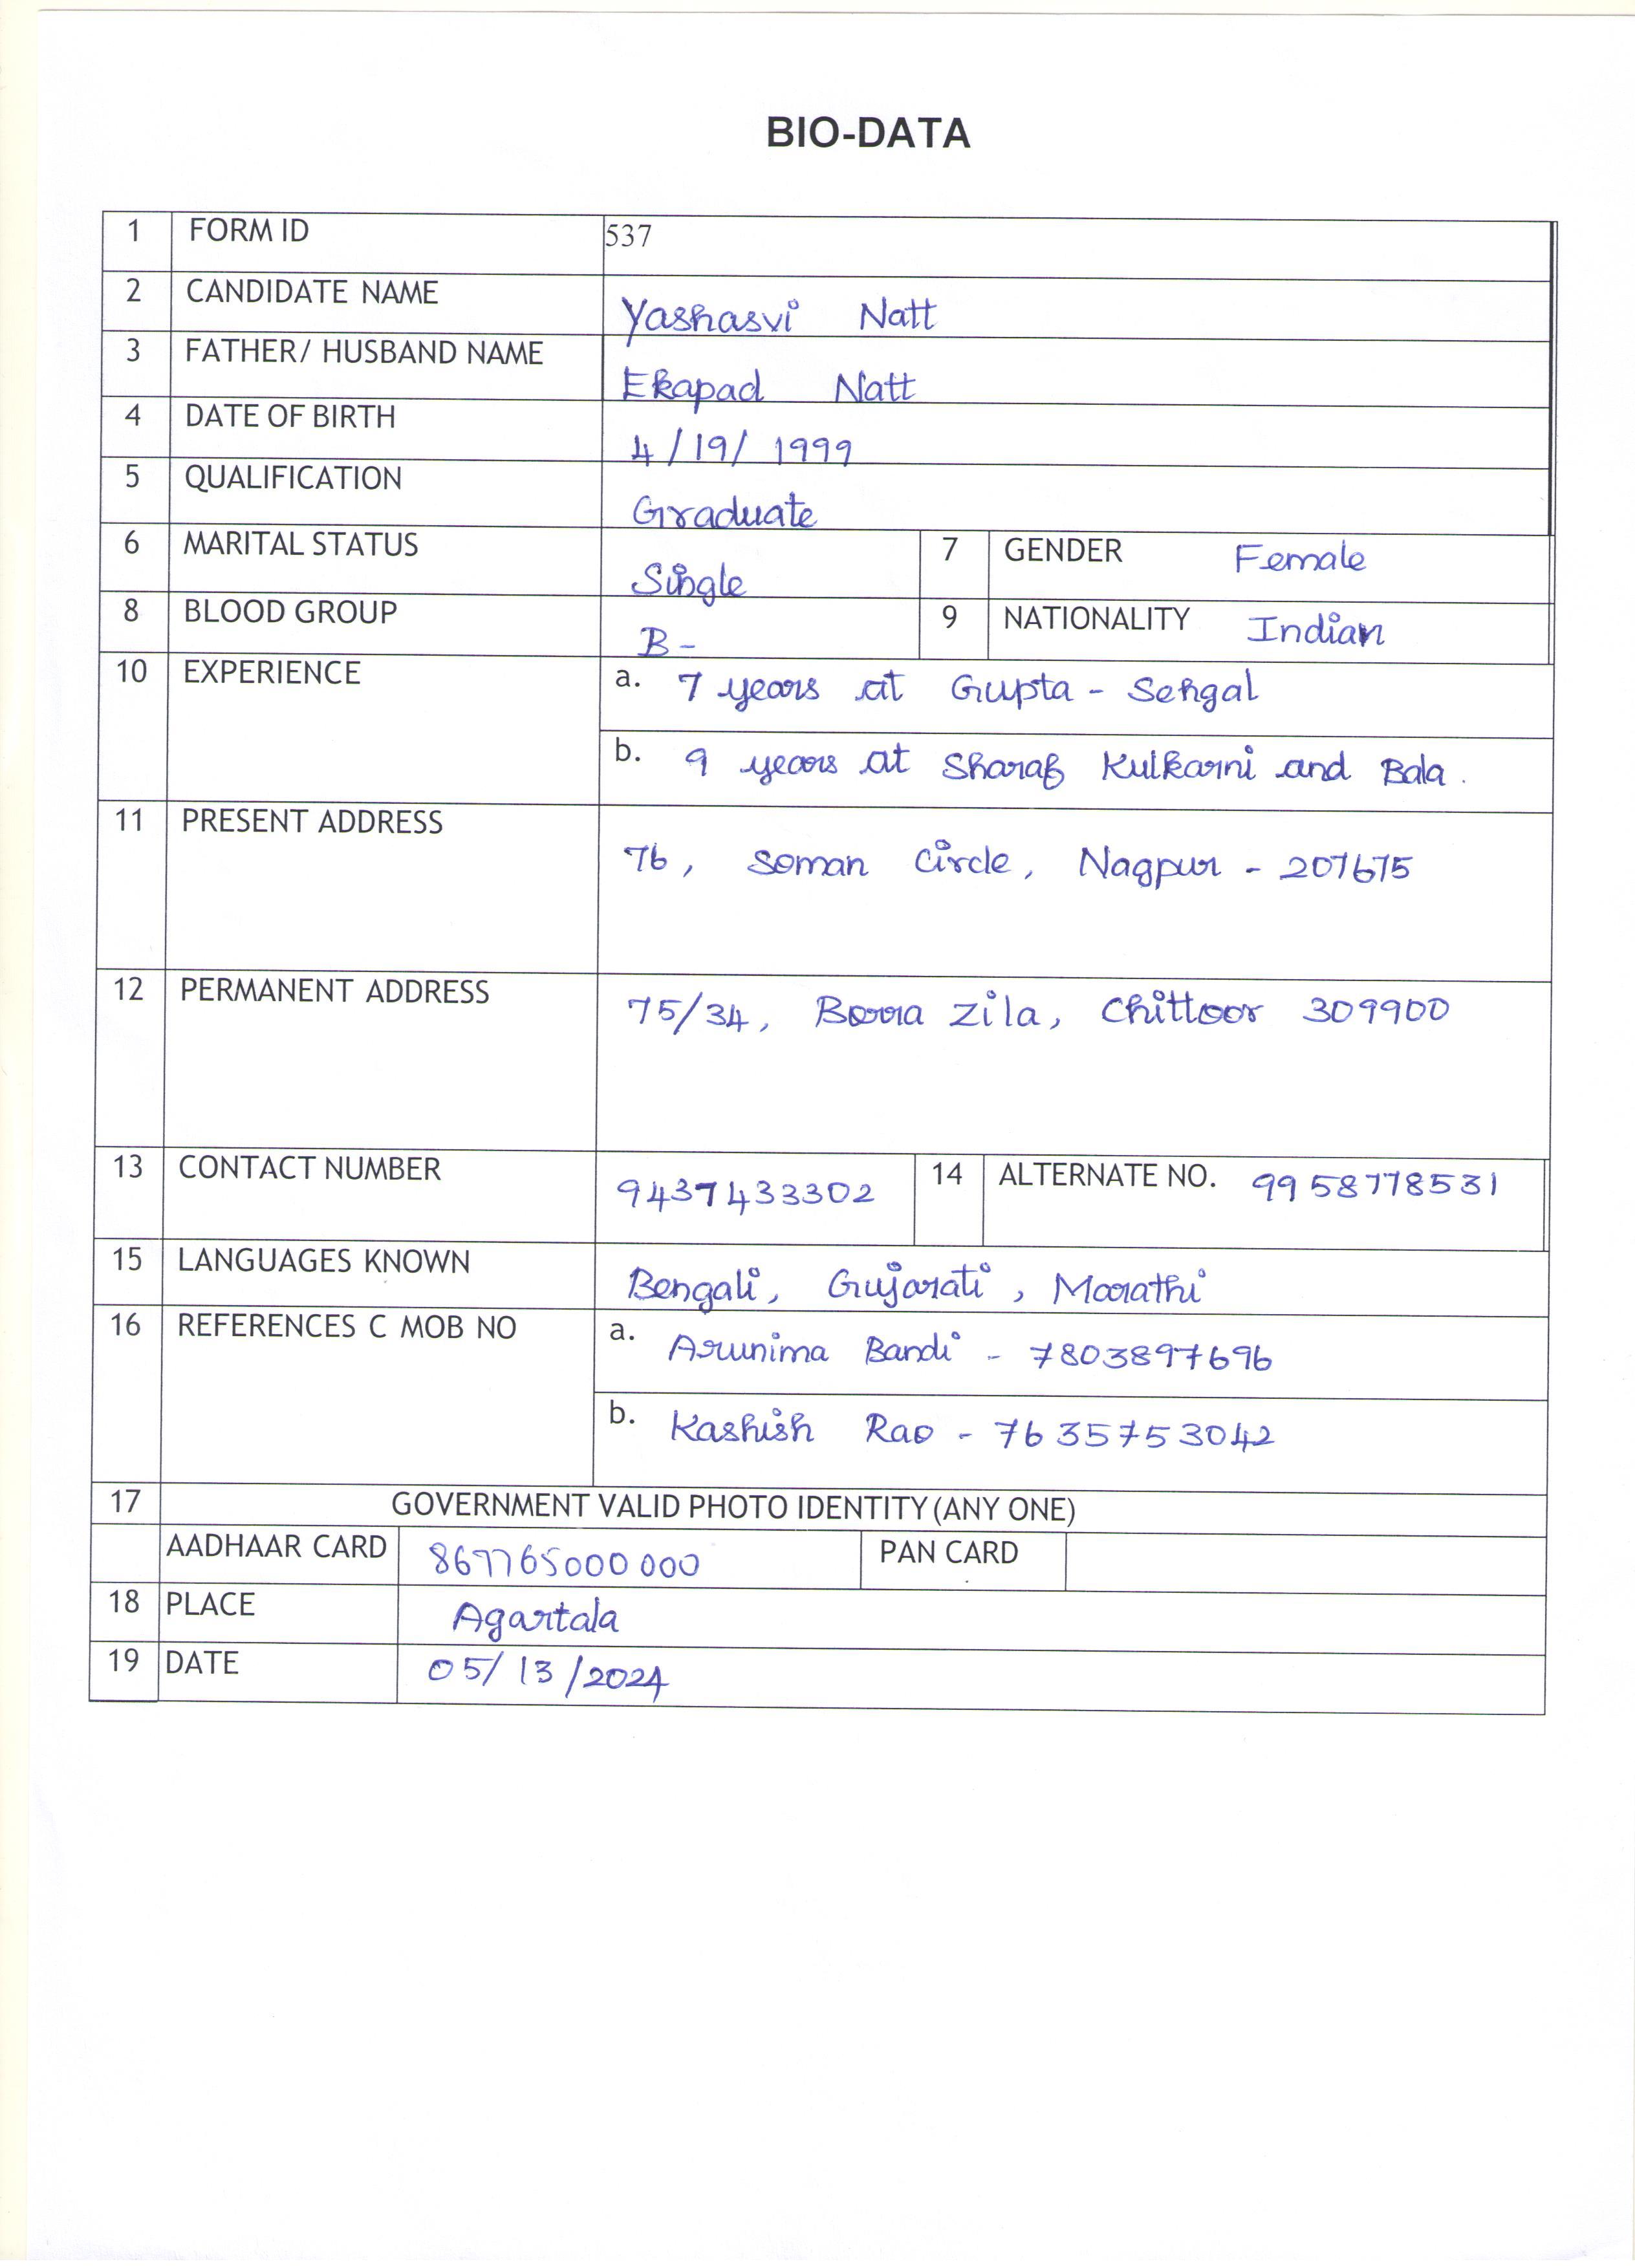 BIO-DATA
1 FORM ID 537
2 CANDIDATE NAME Yashasvi Natt
3 FATHER/ HUSBAND NAME Ekapad Natt
4 DATE OF BIRTH 4/19/1999
5 QUALIFICATION Graduate
6 MARITAL STATUS Single 7 GENDER Female
8 BLOOD GROUP B- 9 NATIONALITY Indian
10 EXPERIENCE a. 7 years at Gupta - Sehgal
b. 9 years at Sharaf Kulkarni and Bala.
11 PRESENT ADDRESS 76, Soman Circle, Nagpur - 207675
12 PERMANENT ADDRESS 75/34, Borra Zila, Chittoor 309900
13 CONTACT NUMBER 9437433302 14 ALTERNATE NO. 9958778531
15 LANGUAGES KNOWN Bengali, Gujarati, Marathi
16 REFERENCES C MOB NO a. Arunima Bandi - 7803897696
b. Kashish Rao - 7635753042
17 GOVERNMENT VALID PHOTO IDENTITY (ANY ONE)
AADHAAR CARD 867765000000 PAN CARD
18 PLACE Agartala
19 DATE 05/13/2024